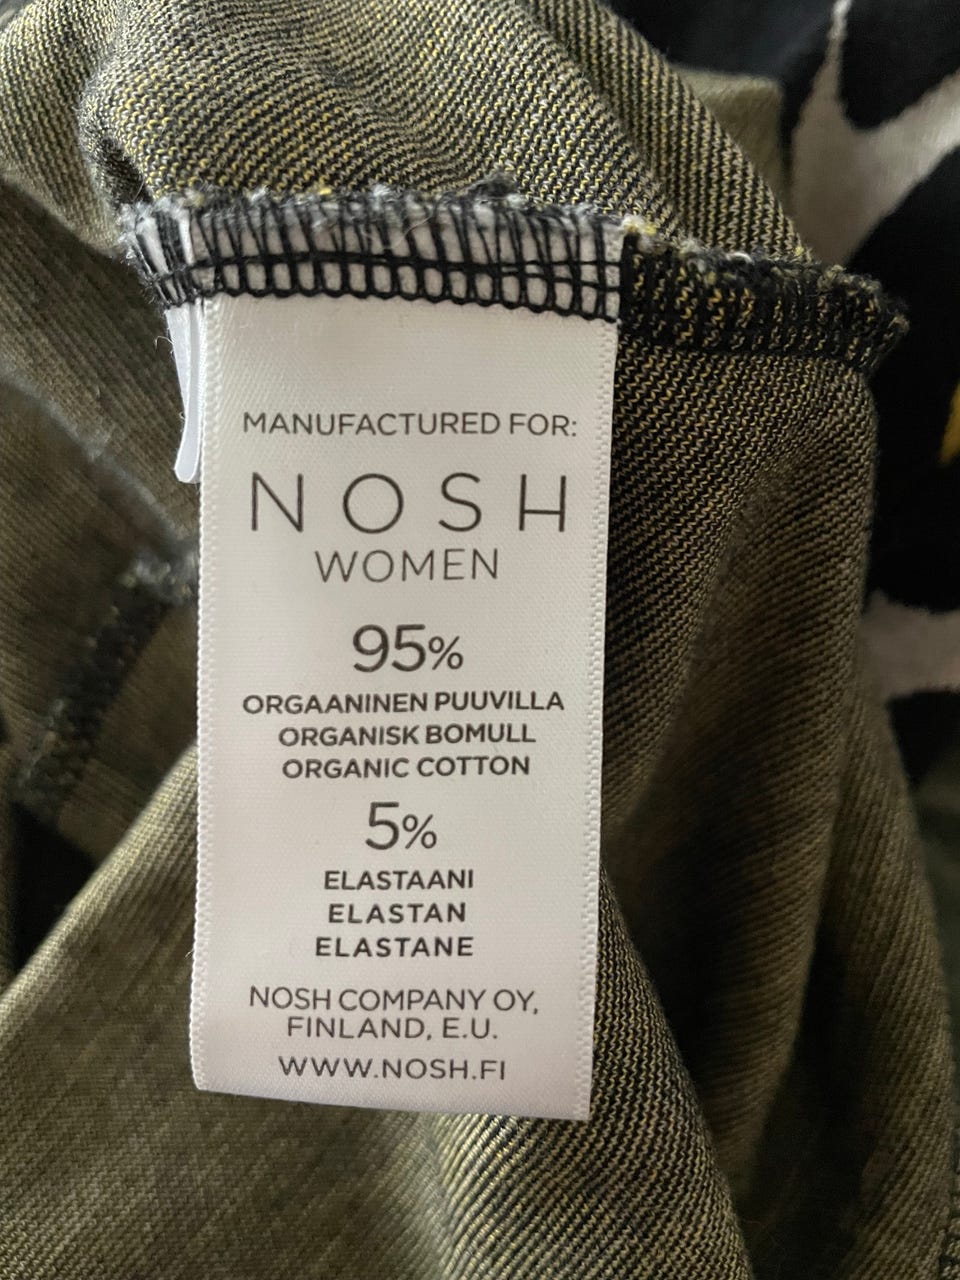 MANUFACTURED FOR:
NOSH
WOMEN
95%
ORGAANINEN PUUVILLA
ORGANISK BOMULL
ORGANIC COTTON
5%
ELASTAANI
ELASTAN
ELASTANE
NOSH COMPANY OY,
FINLAND, E.U.
WWW.NOSH.FI